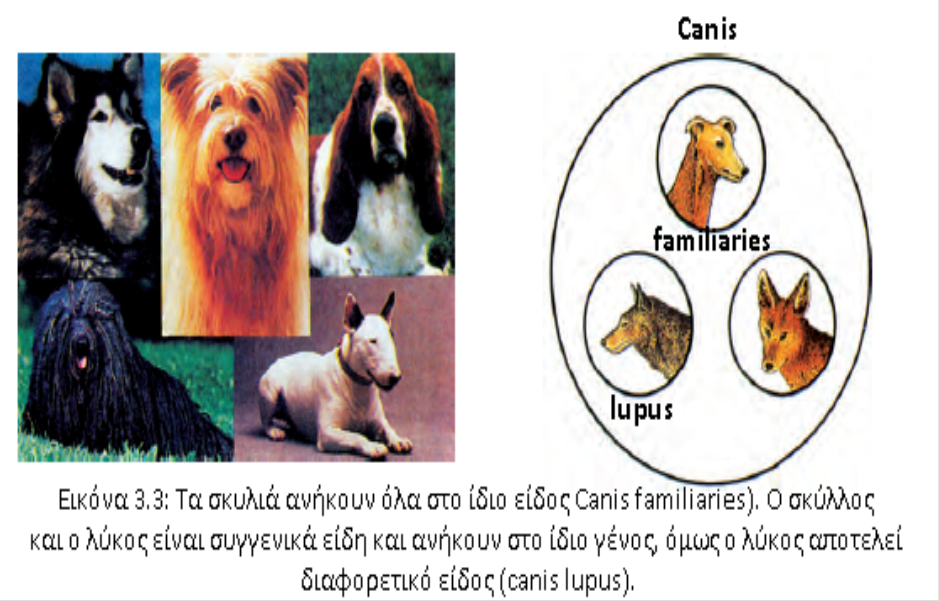 Canis
familiaries
lupus
Εικόνα 3.3: Τα σκυλιά ανήκουν όλα στο ίδιο είδος Canis familiaries). Ο σκύλλος
και ο λύκος είναι συγγενικά είδη και ανήκουν στο ίδιο γένος, όμως ο λύκος αποτελεί
διαφορετικό είδος (canis lupus).